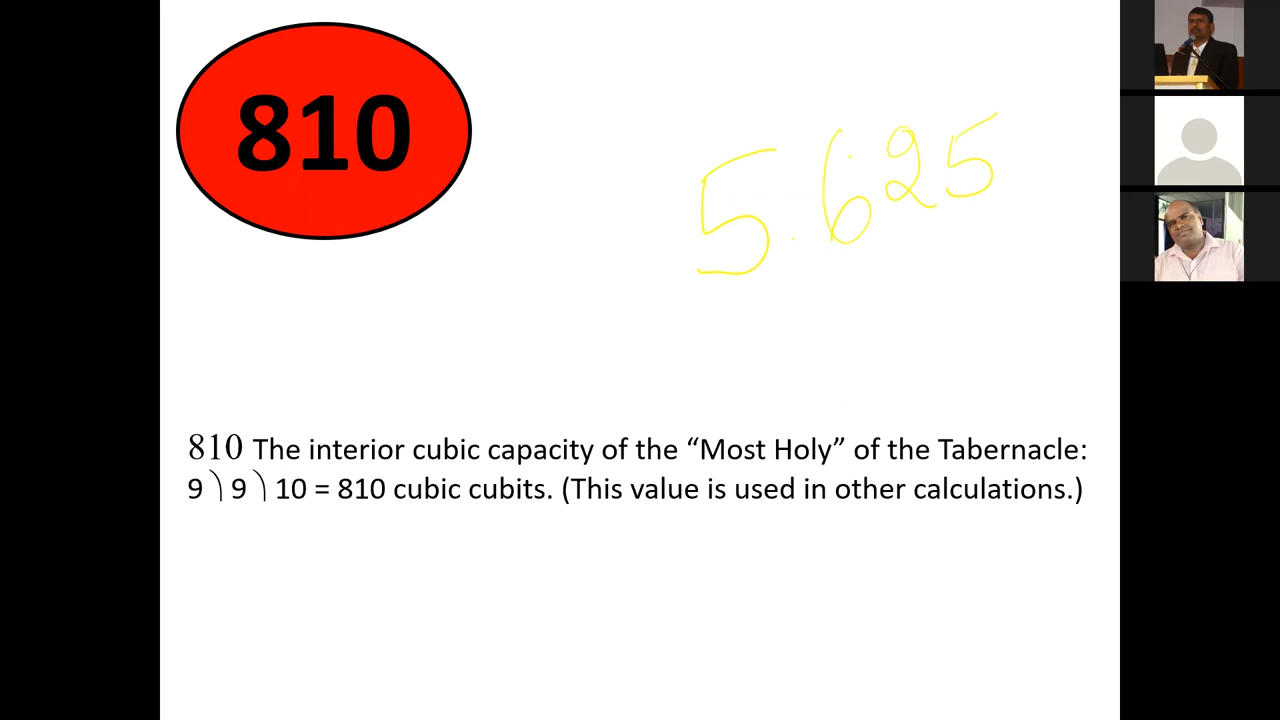 810
5.625
810 The interior cubic capacity of the “Most Holy” of the Tabernacle:
9 ) 9 ) 10 = 810 cubic cubits. (This value is used in other calculations.)